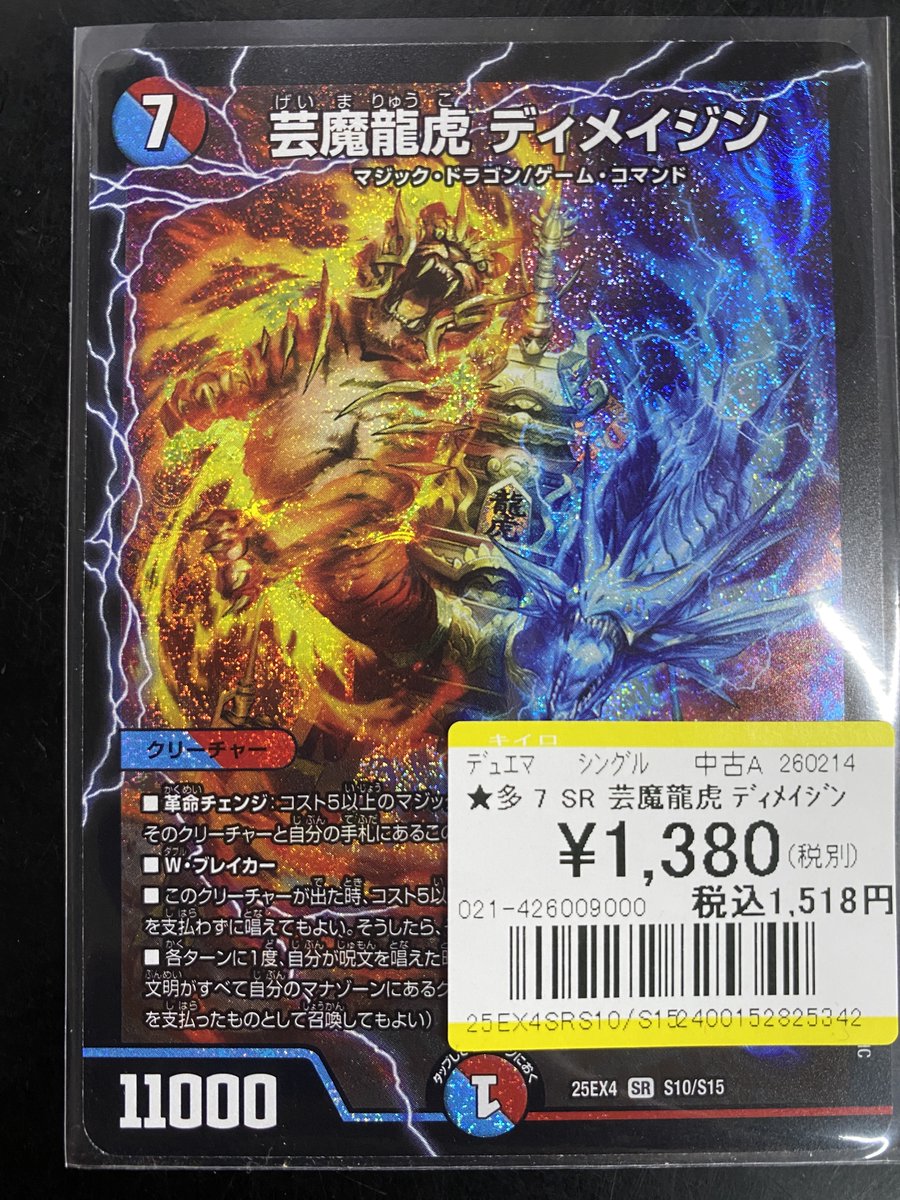 7
げいまりゅうこ
芸魔龍虎 ディメイジン
マジック・ドラゴン/ゲーム・コマンド
龍虎
クリーチャー
キイロ
■革命チェンジ:コスト5以上のマジッ
そのクリーチャーと自分の手札にあるこの
■W・ブレイカー
■このクリーチャーが出た時、コスト5以
を支払わずに唱えてもよい。そうしたら、
■各ターンに1度、自分が呪文を唱えた時
文明がすべて自分のマナゾーンにあるク
を支払ったものとして召喚してもよい)
デュエマ シングル 中古A 260214
★多 7 SR 芸魔龍虎 ディメイジン
¥1,380(税別)
021-426009000 税込1,518円
25EX4SRS10/S15 2400152825342
11000
1
25EX4 SR S10/S15